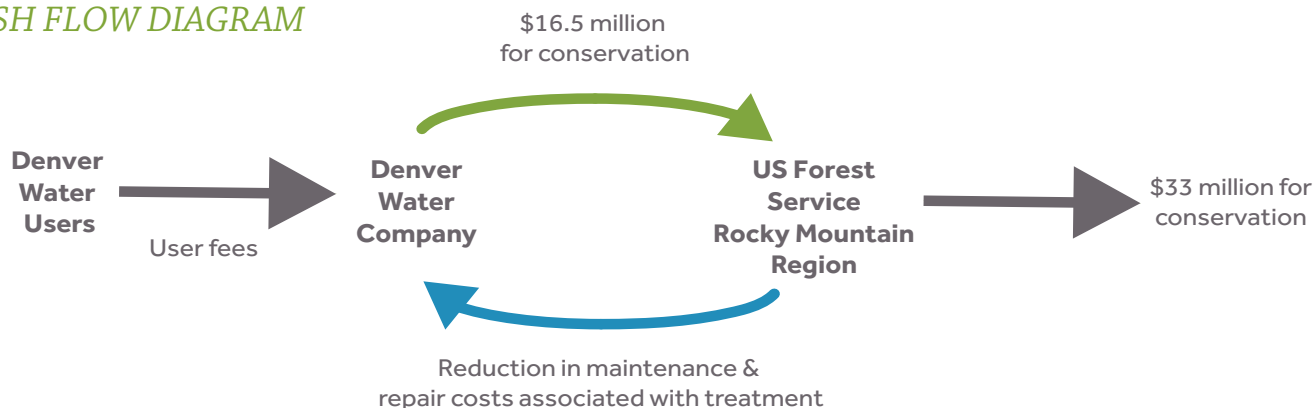 SH FLOW DIAGRAM
$16.5 million
for conservation
Denver
Water
Users
User fees
Denver
Water
Company
US Forest
Service
Rocky Mountain
Region
$33 million for
conservation
Reduction in maintenance &
repair costs associated with treatment